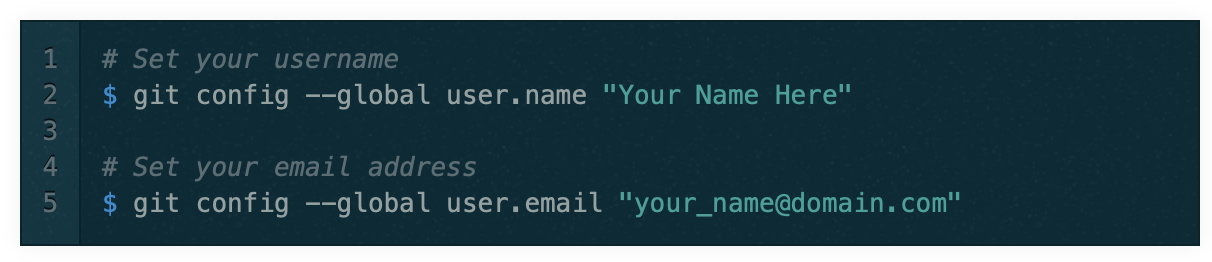 1 # Set your username
2 $ git config --global user.name "Your Name Here"
3
4 # Set your email address
5 $ git config --global user.email "your_name@domain.com"